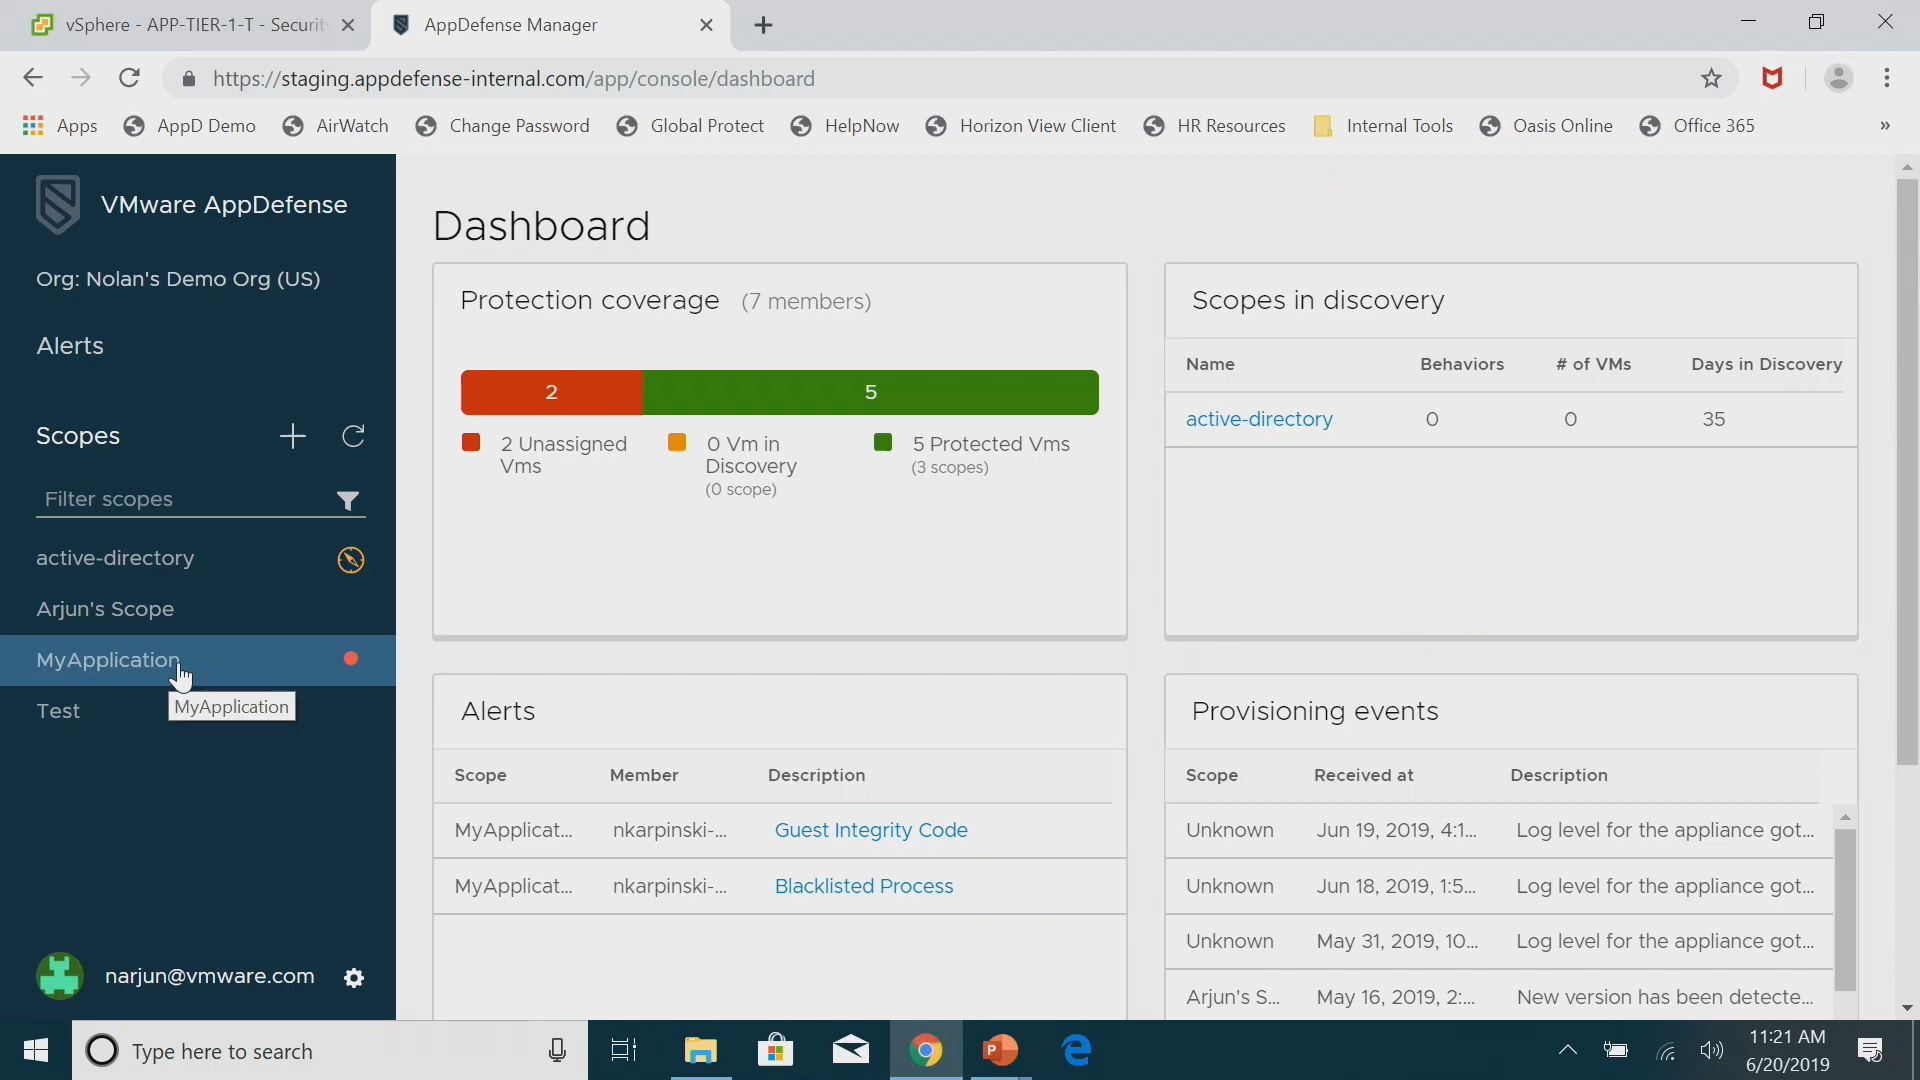 vSphere - APP-TIER-1-T - Securit
AppDefense Manager
https://staging.appdefense-internal.com/app/console/dashboard
Apps
AppD Demo
AirWatch
Change Password
Global Protect
HelpNow
Horizon View Client
HR Resources
Internal Tools
Oasis Online
Office 365
»
VMware AppDefense
Org: Nolan's Demo Org (US)
Alerts
Scopes
Filter scopes
active-directory
Arjun's Scope
MyApplication
MyApplication
Test
narjun@vmware.com
Dashboard
Protection coverage (7 members)
2
5
2 Unassigned
Vms
0 Vm in
Discovery
(0 scope)
5 Protected Vms
(3 scopes)
Scopes in discovery
Name Behaviors # of VMs Days in Discovery
active-directory 0 0 35
Alerts
Scope Member Description
MyApplicat... nkarpinski-... Guest Integrity Code
MyApplicat... nkarpinski-... Blacklisted Process
Provisioning events
Scope Received at Description
Unknown Jun 19, 2019, 4:1... Log level for the appliance got...
Unknown Jun 18, 2019, 1:5... Log level for the appliance got...
Unknown May 31, 2019, 10... Log level for the appliance got...
Arjun's S... May 16, 2019, 2:... New version has been detecte...
Type here to search
11:21 AM
6/20/2019